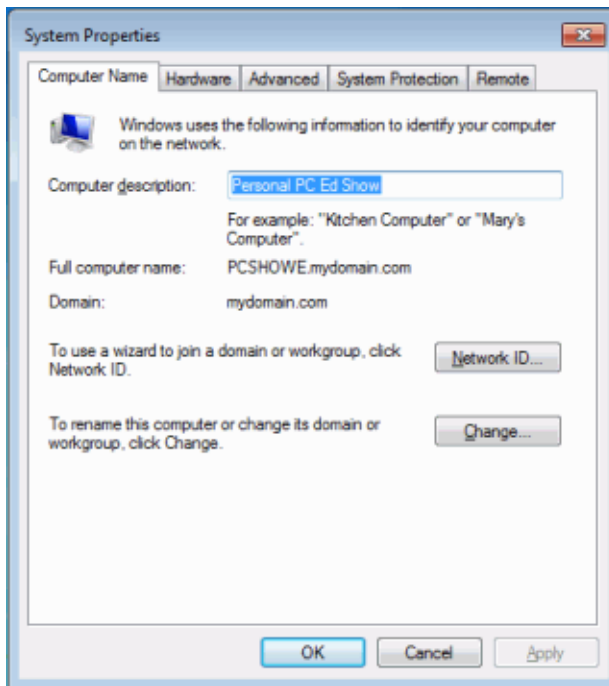 System Properties
Computer Name Hardware Advanced System Protection Remote
Windows uses the following information to identify your computer
on the network.
Computer description: Personal PC Ed Show
For example: "Kitchen Computer" or "Mary's
Computer".
Full computer name: PCSHOWE.mydomain.com
Domain: mydomain.com
To use a wizard to join a domain or workgroup, click
Network ID.
Network ID...
To rename this computer or change its domain or
workgroup, click Change.
Change...
OK Cancel Apply